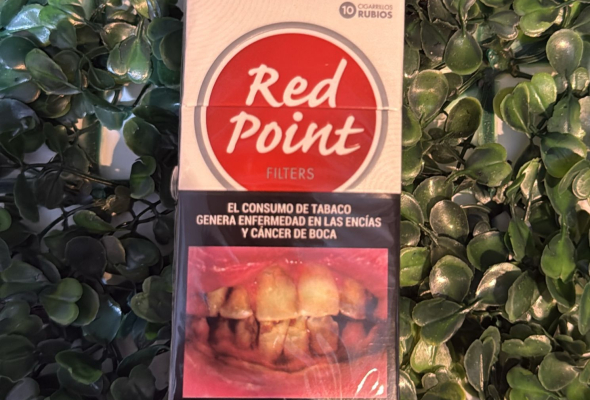 10 CIGARRILLOS
RUBIOS
Red
Point
FILTERS
EL CONSUMO DE TABACO
GENERA ENFERMEDAD EN LAS ENCÍAS
Y CÁNCER DE BOCA